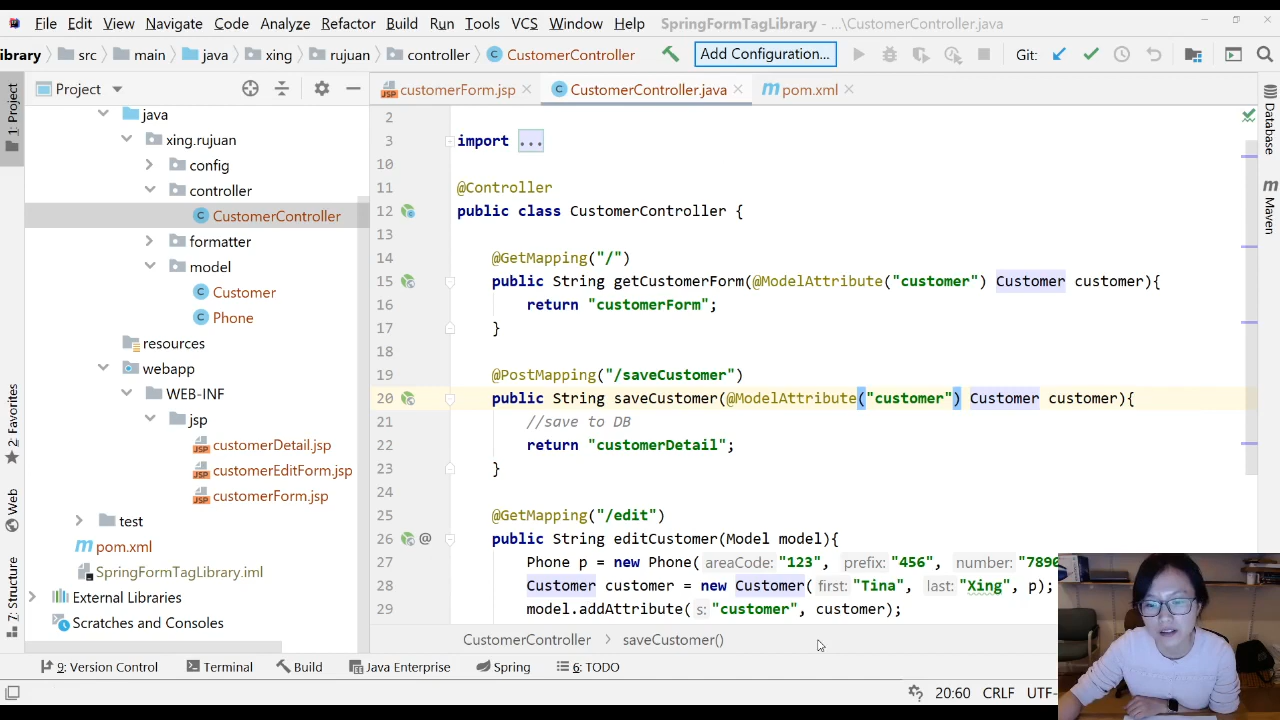 File Edit View Navigate Code Analyze Refactor Build Run Tools VCS Window Help SpringFormTagLibrary - ...\CustomerController.java
ibrary src main java xing rujuan controller CustomerController Add Configuration... Git:
Project
customerForm.jsp CustomerController.java pom.xml
1: Project
2: Favorites
Web
7: Structure
java
xing.rujuan
config
controller
CustomerController
formatter
model
Customer
Phone
resources
webapp
WEB-INF
jsp
customerDetail.jsp
customerEditForm.jsp
customerForm.jsp
test
pom.xml
SpringFormTagLibrary.iml
External Libraries
Scratches and Consoles
2
3 import ...
10
11 @Controller
12 public class CustomerController {
13
14 @GetMapping("/")
15 public String getCustomerForm(@ModelAttribute("customer") Customer customer){
16 return "customerForm";
17 }
18
19 @PostMapping("/saveCustomer")
20 public String saveCustomer(@ModelAttribute("customer") Customer customer){
21 //save to DB
22 return "customerDetail";
23 }
24
25 @GetMapping("/edit")
26 public String editCustomer(Model model){
27 Phone p = new Phone( areaCode: "123", prefix: "456", number: "7890
28 Customer customer = new Customer( first: "Tina", last: "Xing", p);
29 model.addAttribute( s: "customer", customer);
CustomerController saveCustomer()
Database
Maven
9: Version Control Terminal Build Java Enterprise Spring 6: TODO
20:60 CRLF UTF-